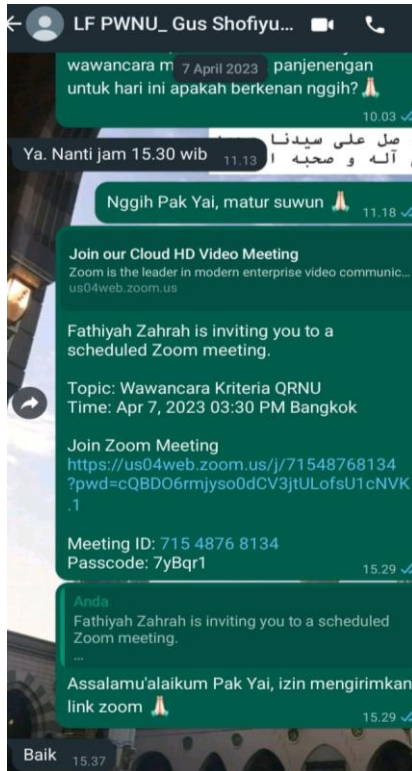 LF PWNU_ Gus Shofiyu...
wawancara m
7 April 2023
panjenengan
untuk hari ini apakah berkenan nggih? 🙏🏻
10.03
صل على سيدنا
آله و صحبه
Ya. Nanti jam 15.30 wib 11.13
Nggih Pak Yai, matur suwun 🙏🏻
11.18
Join our Cloud HD Video Meeting
Zoom is the leader in modern enterprise video communic...
us04web.zoom.us
Fathiyah Zahrah is inviting you to a
scheduled Zoom meeting.
Topic: Wawancara Kriteria QRNU
Time: Apr 7, 2023 03:30 PM Bangkok
Join Zoom Meeting
https://us04web.zoom.us/j/71548768134
?pwd=cQBDO6rmjyso0dCV3jtULofsU1cNVK
.1
Meeting ID: 715 4876 8134
Passcode: 7yBqr1
15.29
Anda
Fathiyah Zahrah is inviting you to a scheduled
Zoom meeting.
...
Assalamu'alaikum Pak Yai, izin mengirimkan
link zoom 🙏🏻
15.29
Baik 15.37